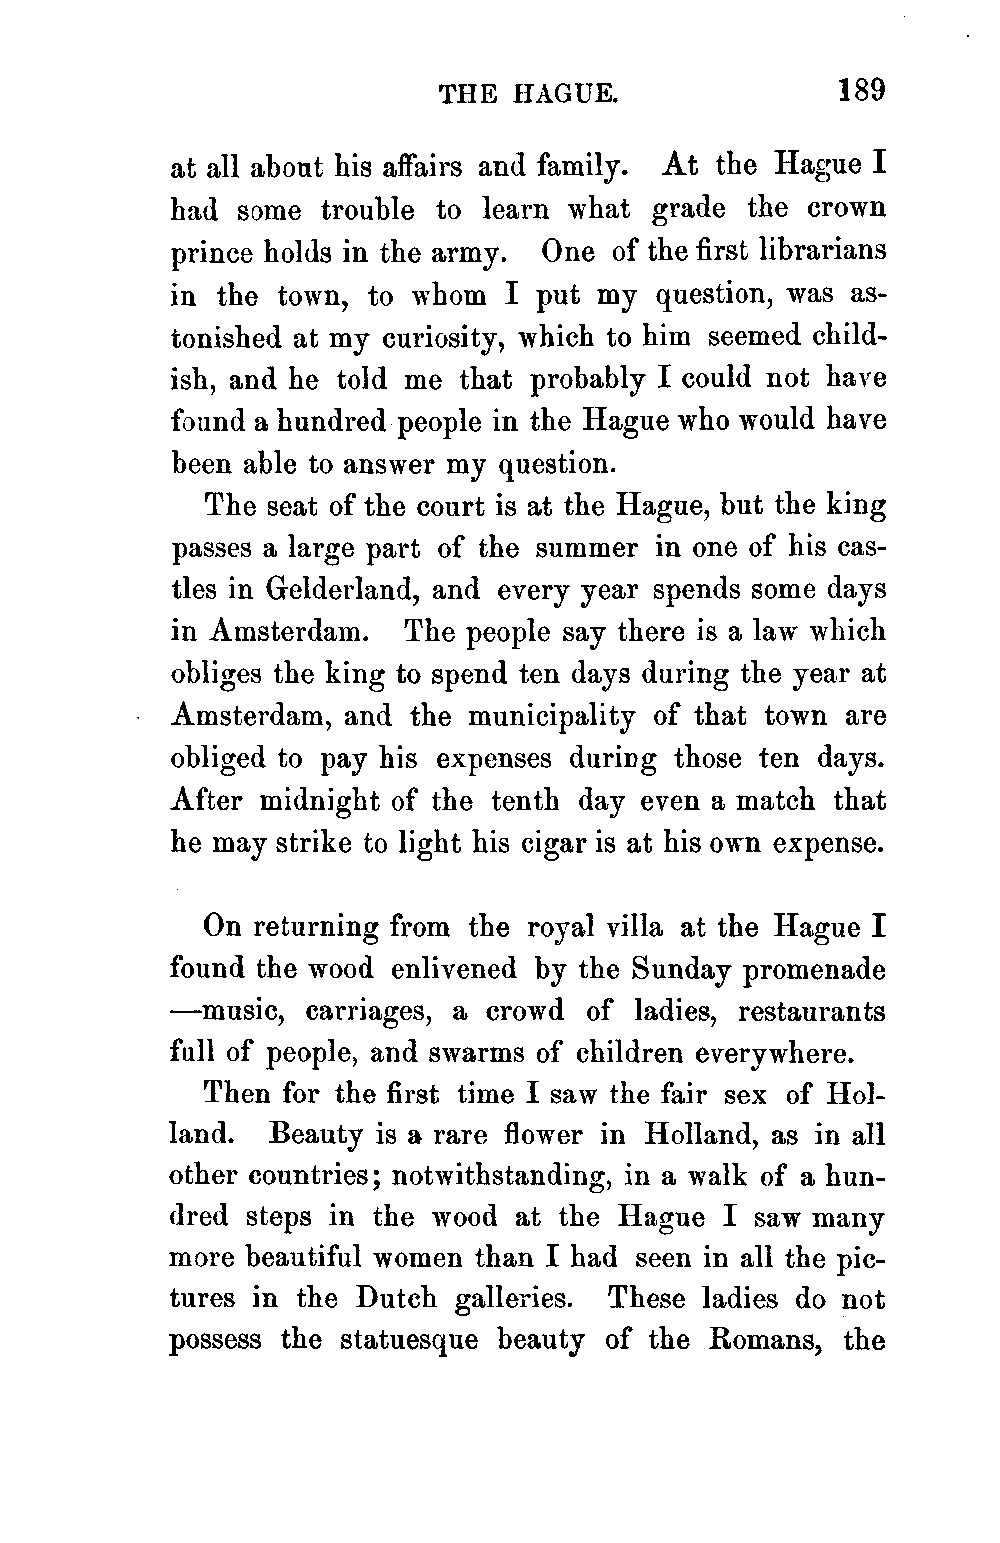 THE HAGUE. 189
at all about his affairs and family. At the Hague I
had some trouble to learn what grade the crown
prince holds in the army. One of the first librarians
in the town, to whom I put my question, was as-
tonished at my curiosity, which to him seemed child-
ish, and he told me that probably I could not have
found a hundred people in the Hague who would have
been able to answer my question.
The seat of the court is at the Hague, but the king
passes a large part of the summer in one of his cas-
tles in Gelderland, and every year spends some days
in Amsterdam. The people say there is a law which
obliges the king to spend ten days during the year at
Amsterdam, and the municipality of that town are
obliged to pay his expenses during those ten days.
After midnight of the tenth day even a match that
he may strike to light his cigar is at his own expense.
On returning from the royal villa at the Hague I
found the wood enlivened by the Sunday promenade
—music, carriages, a crowd of ladies, restaurants
full of people, and swarms of children everywhere.
Then for the first time I saw the fair sex of Hol-
land. Beauty is a rare flower in Holland, as in all
other countries; notwithstanding, in a walk of a hun-
dred steps in the wood at the Hague I saw many
more beautiful women than I had seen in all the pic-
tures in the Dutch galleries. These ladies do not
possess the statuesque beauty of the Romans, the